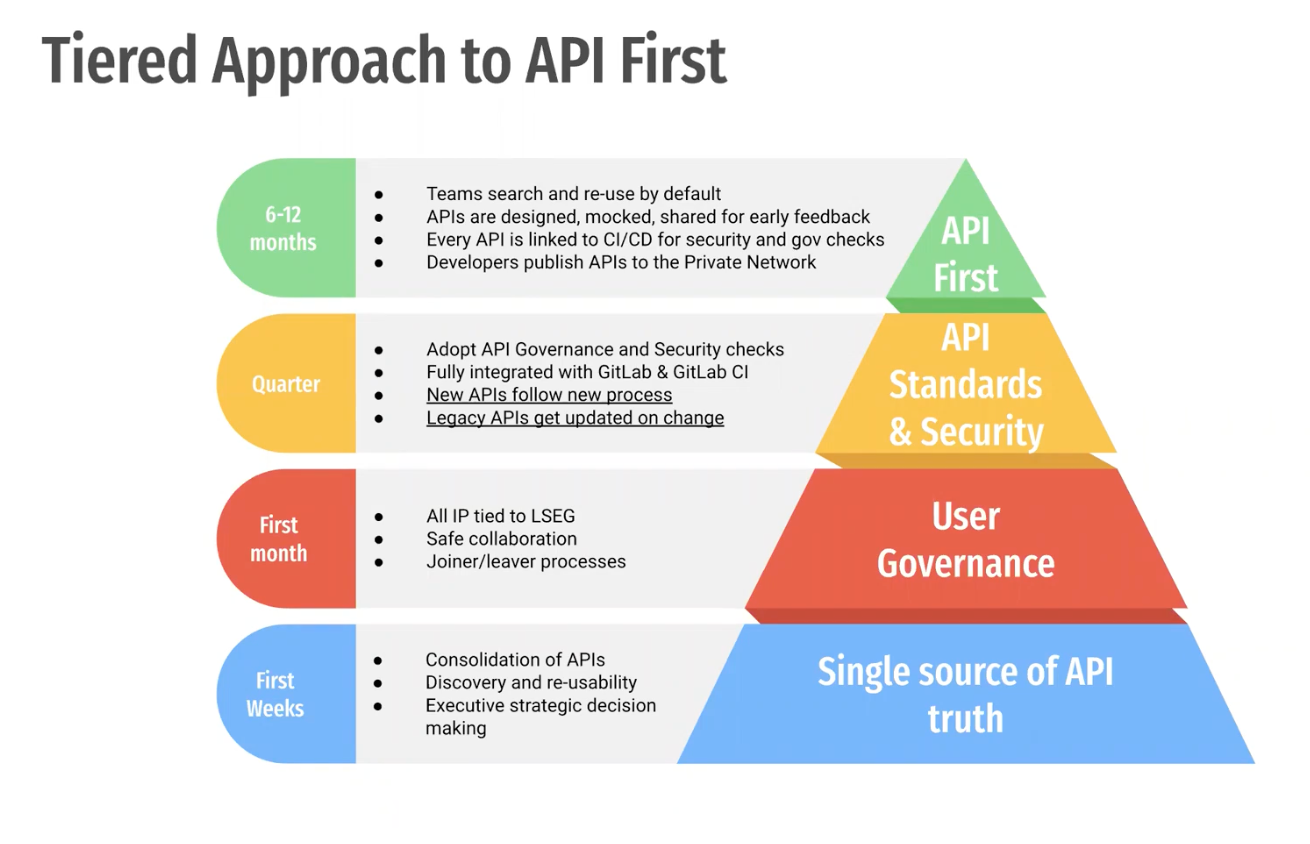 Tiered Approach to API First
6-12
months
● Teams search and re-use by default
● APIs are designed, mocked, shared for early feedback
● Every API is linked to CI/CD for security and gov checks
● Developers publish APIs to the Private Network
API
First
Quarter
● Adopt API Governance and Security checks
● Fully integrated with GitLab & GitLab CI
● New APIs follow new process
● Legacy APIs get updated on change
API
Standards
& Security
First
month
● All IP tied to LSEG
● Safe collaboration
● Joiner/leaver processes
User
Governance
First
Weeks
● Consolidation of APIs
● Discovery and re-usability
● Executive strategic decision
making
Single source of API
truth